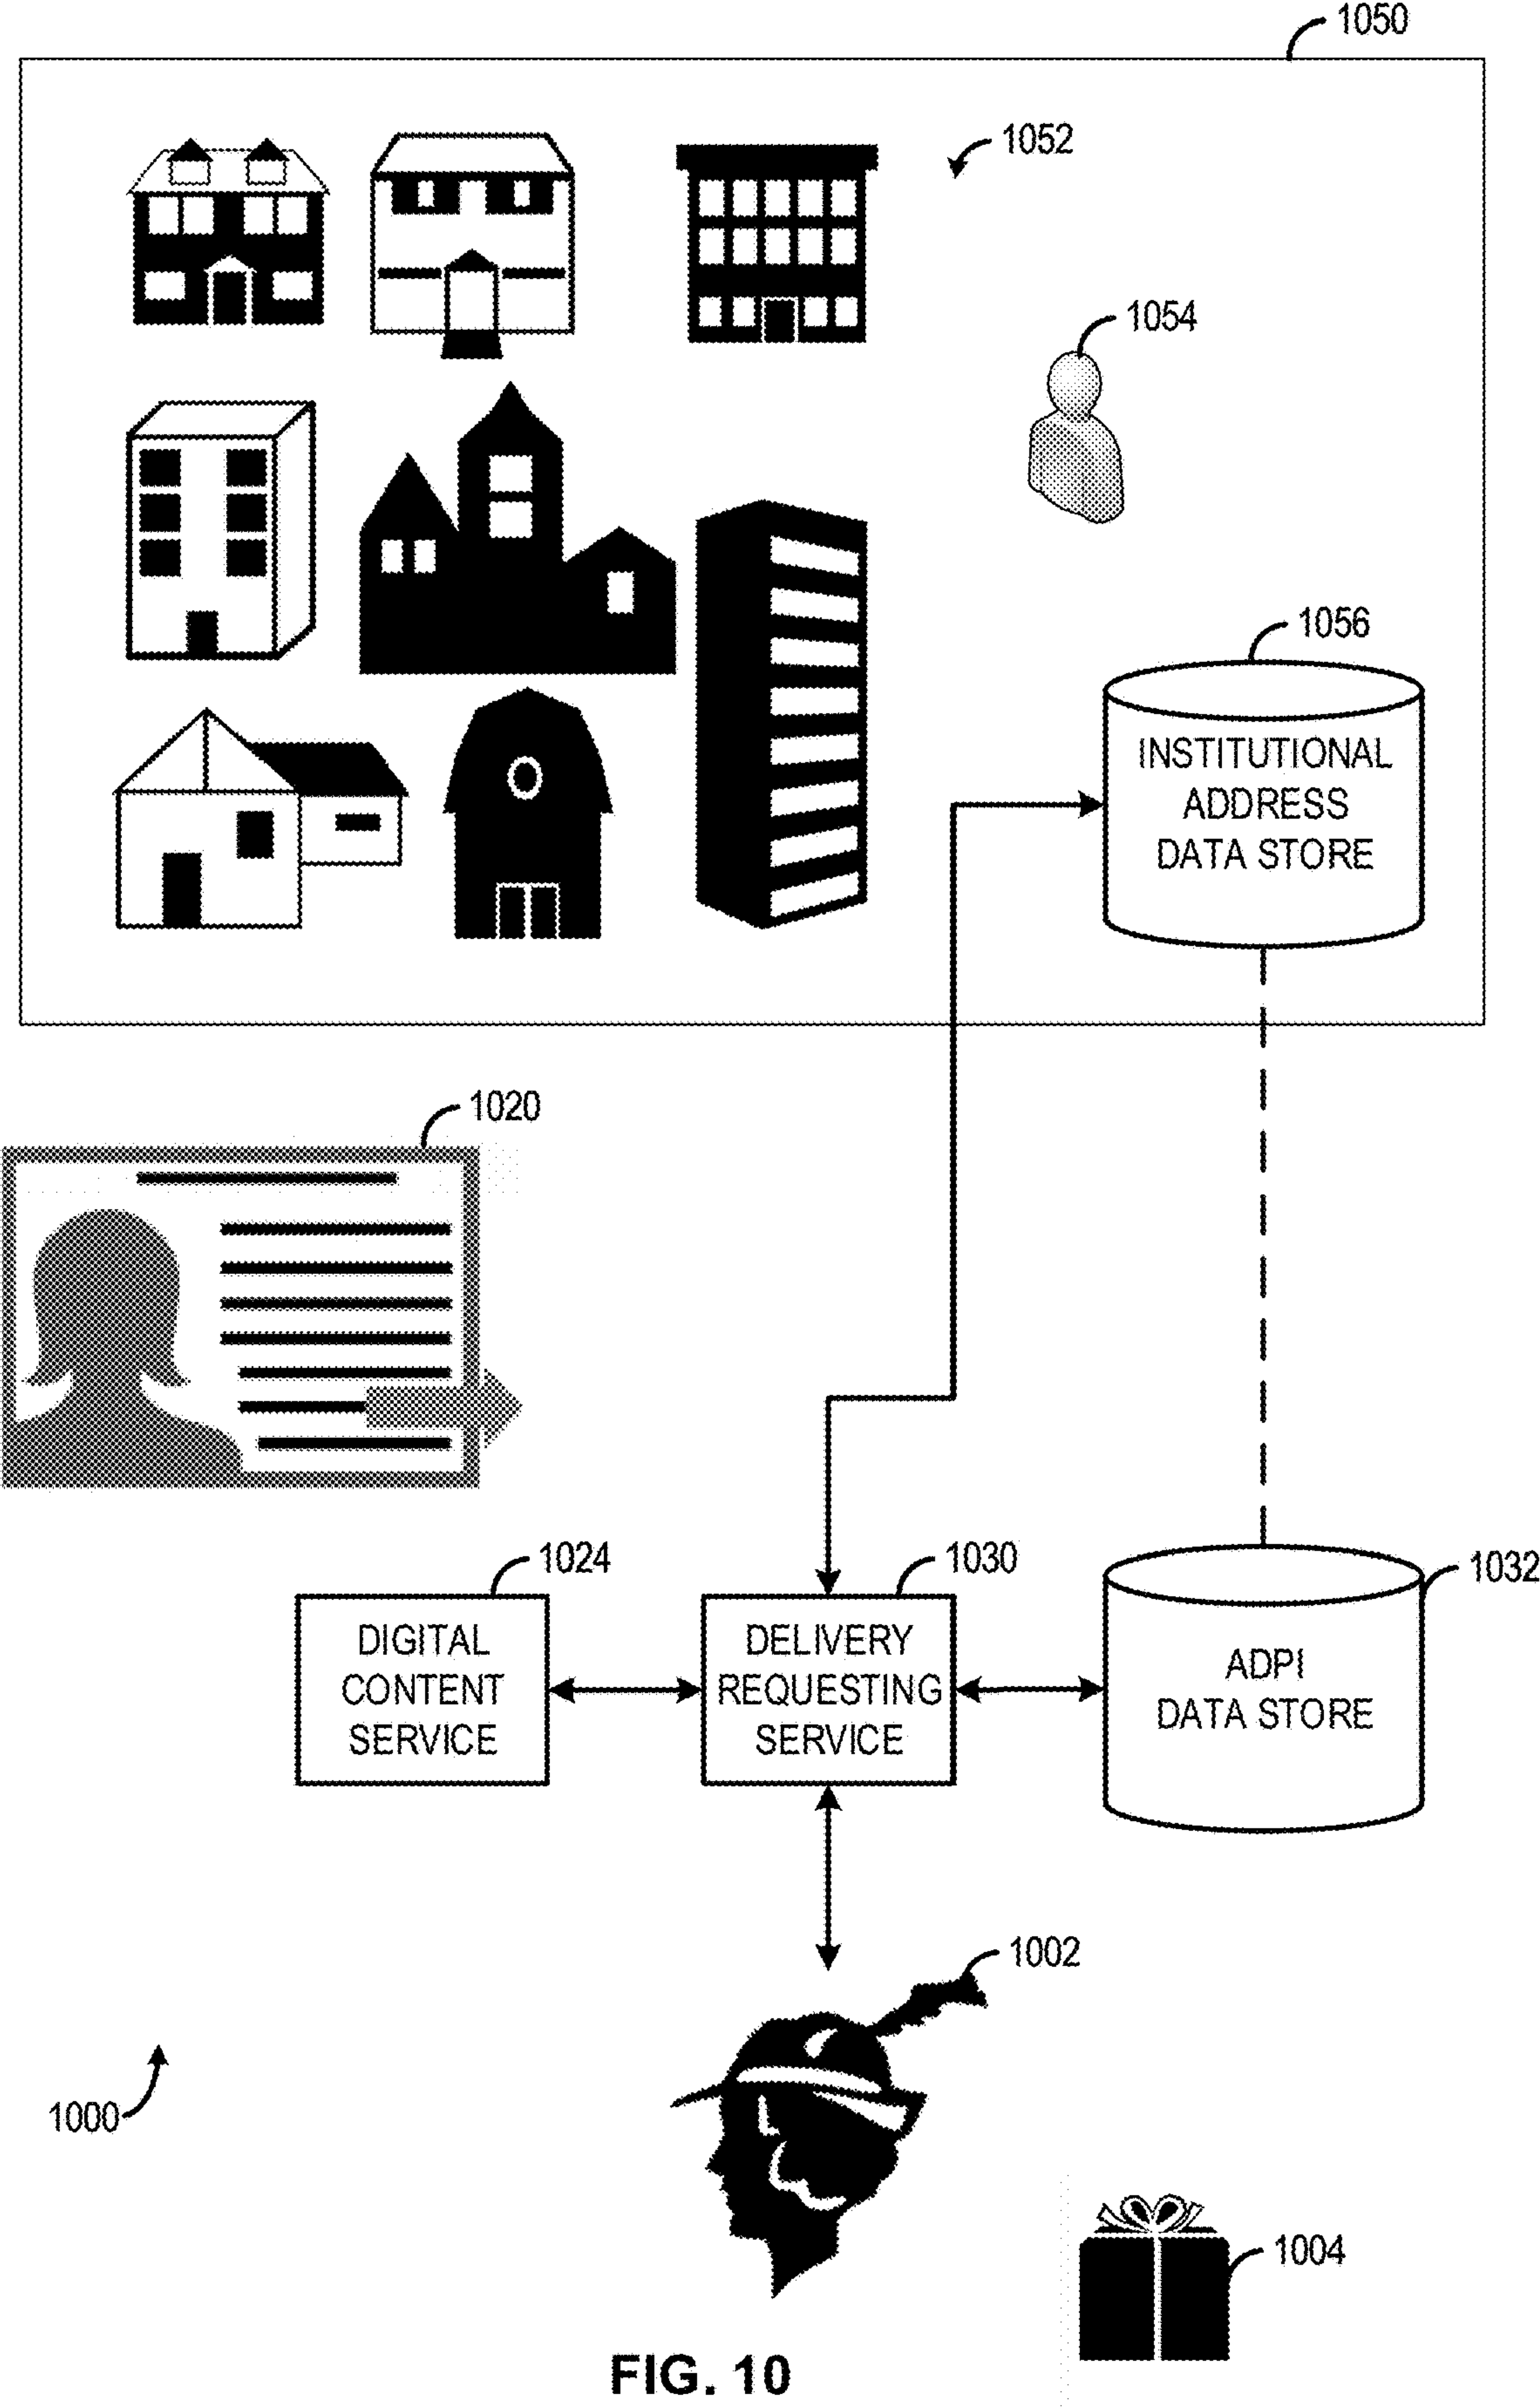 1050
1052
1054
1056
INSTITUTIONAL
ADDRESS
DATA STORE
1020
1024
1030
1032
DIGITAL
CONTENT
SERVICE
DELIVERY
REQUESTING
SERVICE
ADPI
DATA STORE
1002
1000
1004
FIG. 10